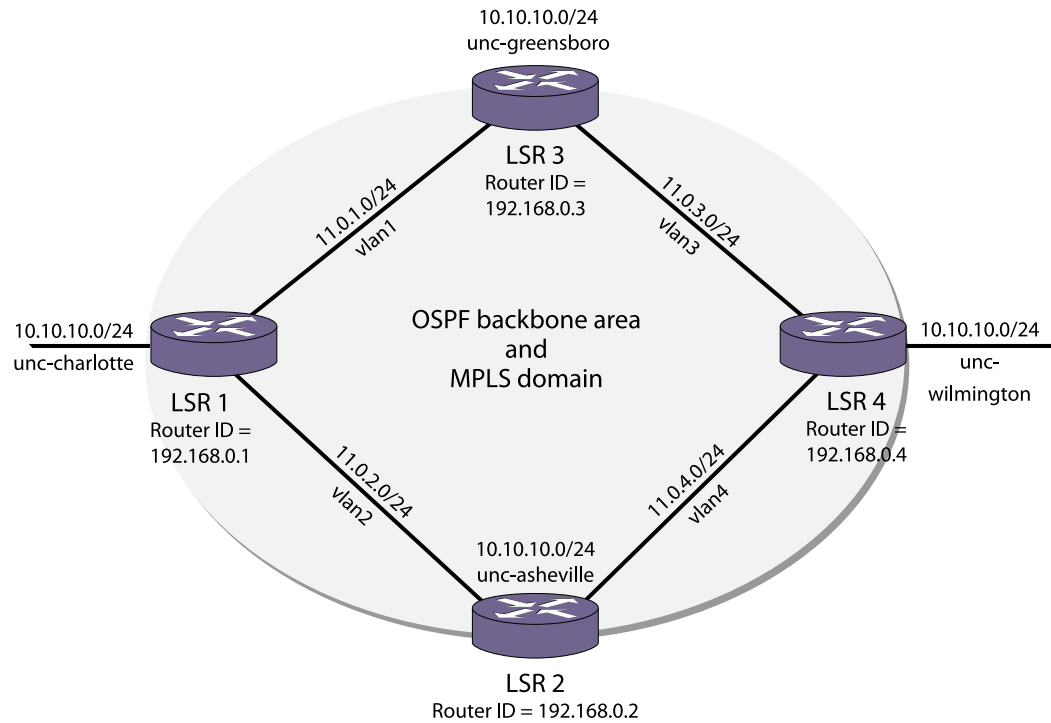 10.10.10.0/24
unc-greensboro
LSR 3
Router ID =
192.168.0.3
11.0.1.0/24
vlan1
11.0.3.0/24
vlan3
10.10.10.0/24
unc-charlotte
OSPF backbone area
and
MPLS domain
10.10.10.0/24
unc-
wilmington
LSR 1
Router ID =
192.168.0.1
LSR 4
Router ID =
192.168.0.4
11.0.2.0/24
vlan2
11.0.4.0/24
vlan4
10.10.10.0/24
unc-asheville
LSR 2
Router ID = 192.168.0.2